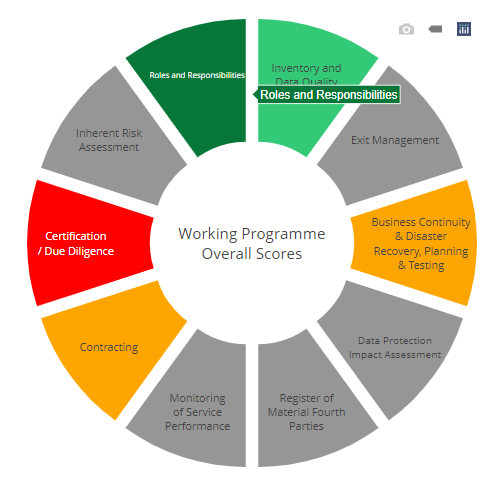 Roles and Responsibilities
Inventory and
Data Quality
Roles and Responsibilities
Inherent Risk
Assessment
Exit Management
Certification
/ Due Diligence
Working Programme
Overall Scores
Business Continuity
& Disaster
Recovery, Planning
& Testing
Contracting
Data Protection
Impact Assessment
Monitoring
of Service
Performance
Register of
Material Fourth
Parties